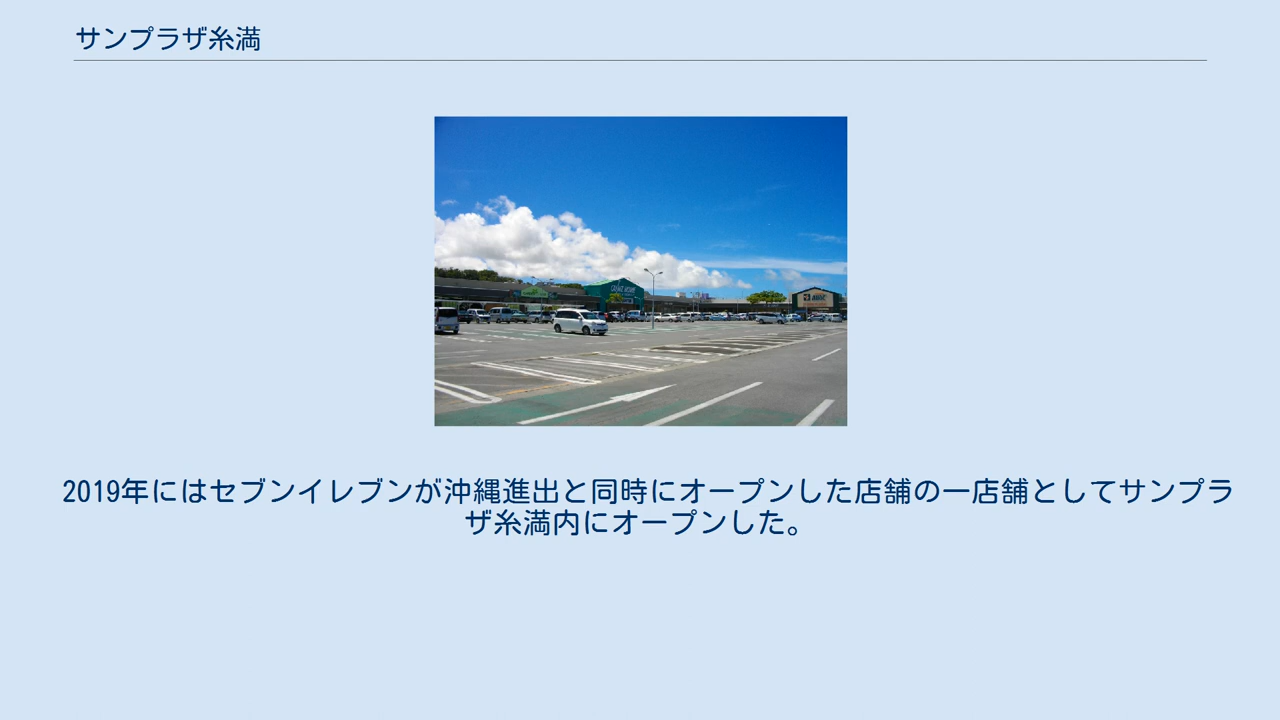 サンプラザ糸満
2019年にはセブンイレブンが沖縄進出と同時にオープンした店舗の一店舗としてサンプラ
ザ糸満内にオープンした。